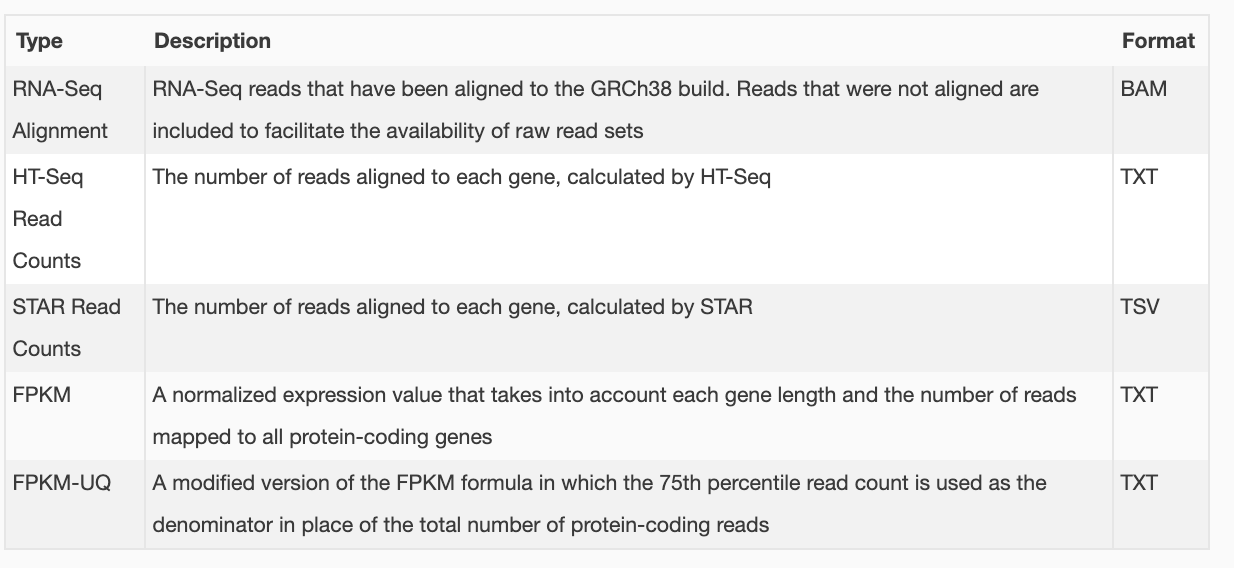 Type Description Format
RNA-Seq RNA-Seq reads that have been aligned to the GRCh38 build. Reads that were not aligned are BAM
Alignment included to facilitate the availability of raw read sets
HT-Seq The number of reads aligned to each gene, calculated by HT-Seq TXT
Read
Counts
STAR Read The number of reads aligned to each gene, calculated by STAR TSV
Counts
FPKM A normalized expression value that takes into account each gene length and the number of reads TXT
mapped to all protein-coding genes
FPKM-UQ A modified version of the FPKM formula in which the 75th percentile read count is used as the TXT
denominator in place of the total number of protein-coding reads